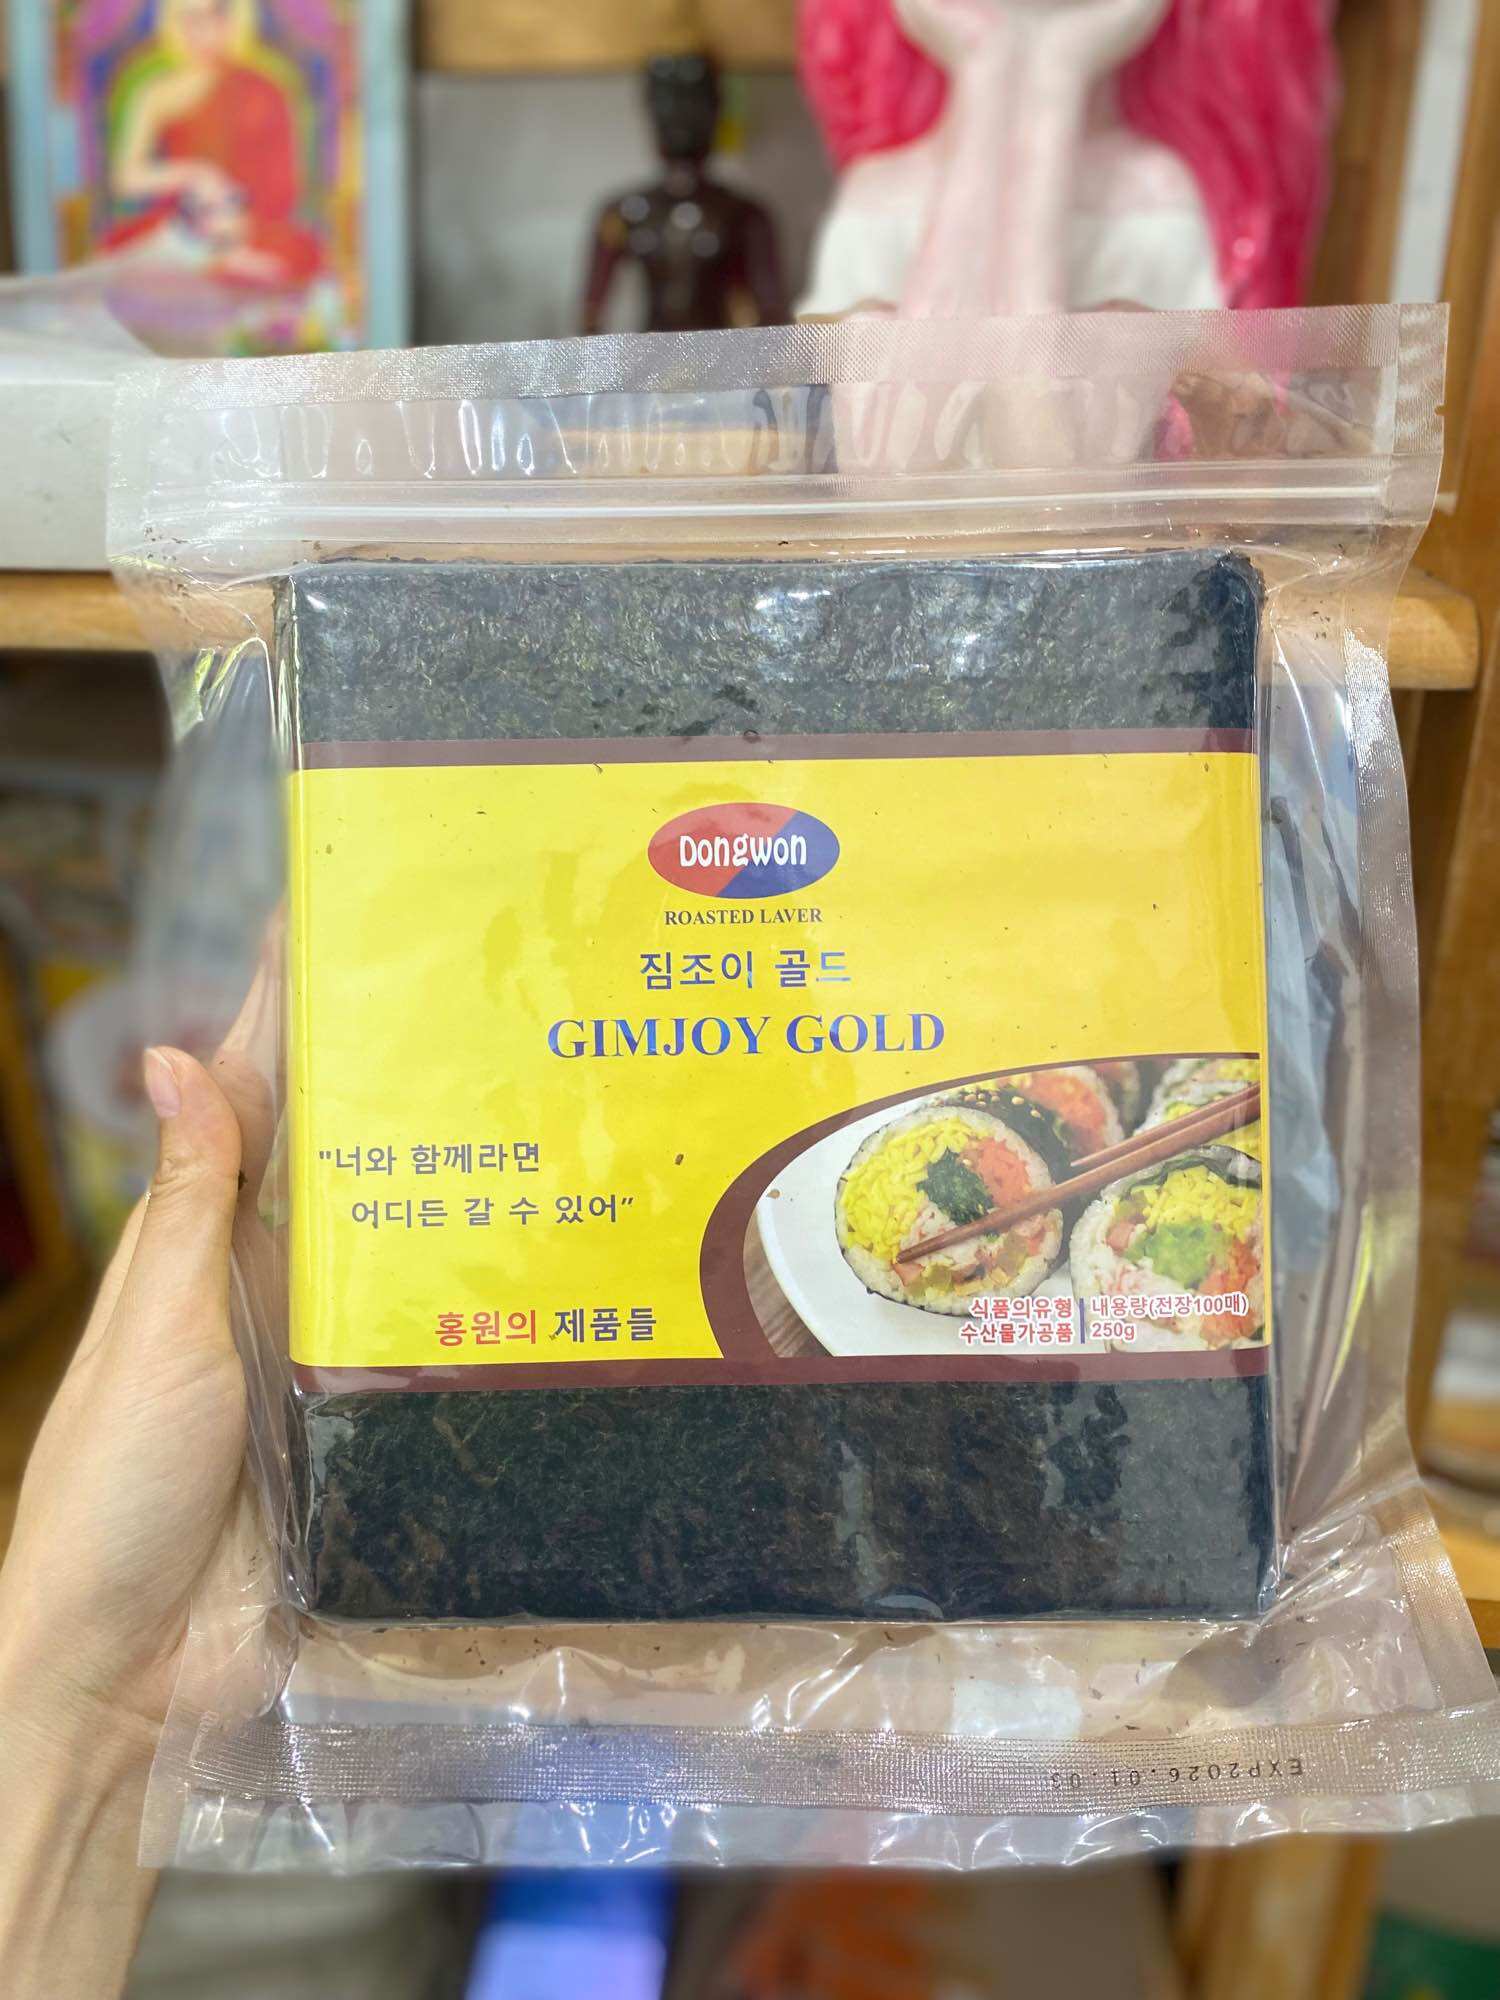 Dongwon
ROASTED LAVER
짐조이 골드
GIMJOY GOLD
"너와 함께라면
어디든 갈 수 있어”
홍원의 제품들
식품의유형
수산물가공품
내용량(전장100매)
250g
EXP2026.01.03